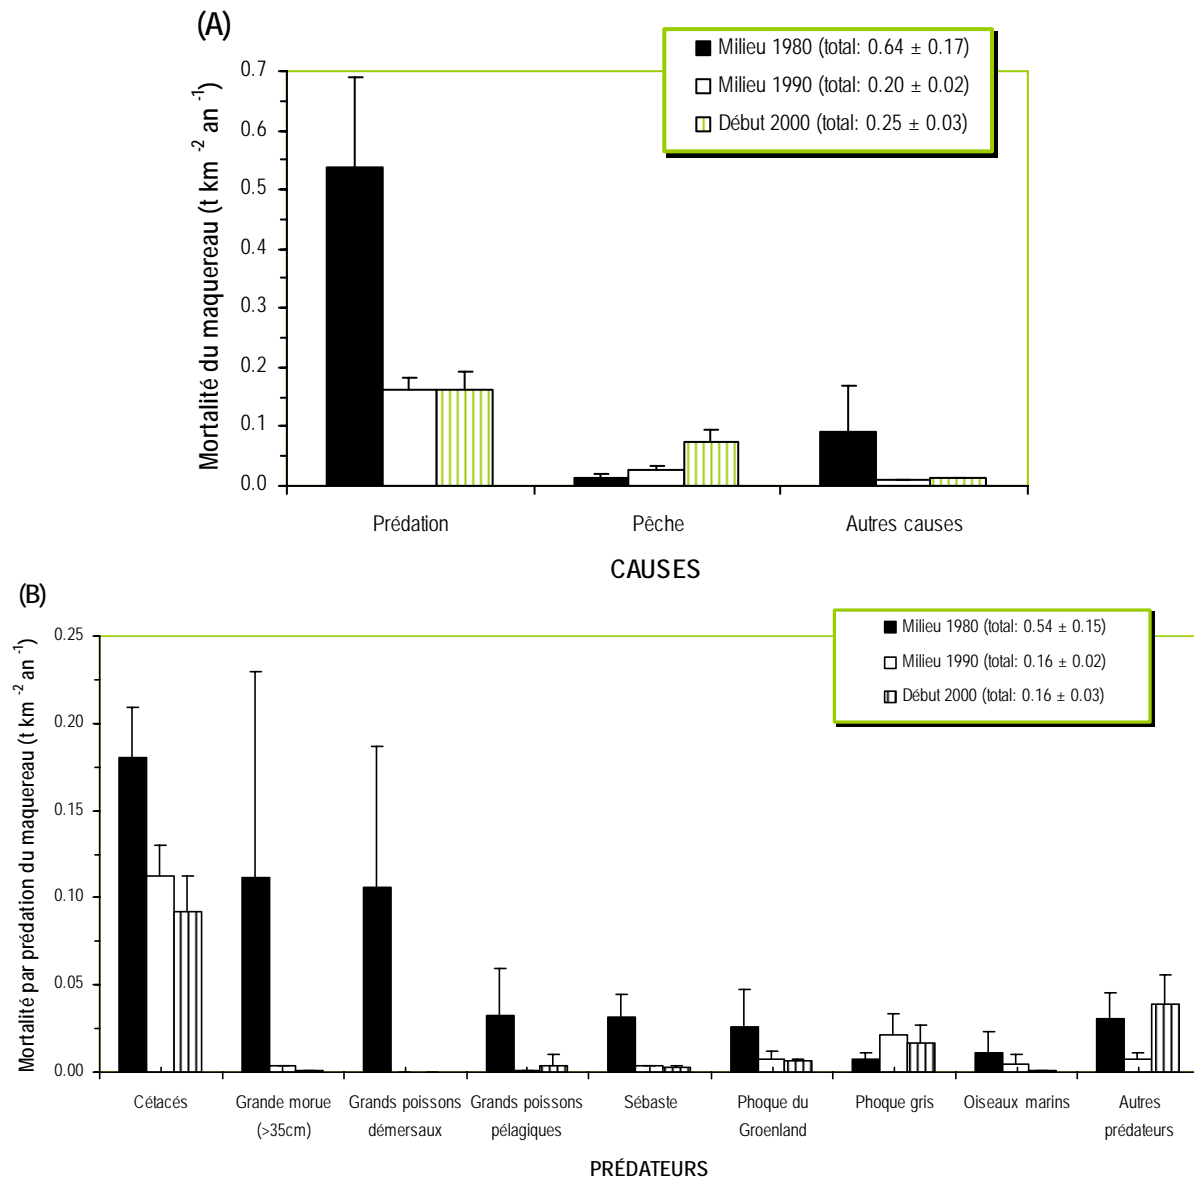 (A)
Milieu 1980 (total: 0.64 ± 0.17)
Milieu 1990 (total: 0.20 ± 0.02)
Début 2000 (total: 0.25 ± 0.03)
Mortalité du maquereau (t km -2 an -1)
0.7
0.6
0.5
0.4
0.3
0.2
0.1
0.0
Prédation
Pêche
Autres causes
CAUSES
(B)
Milieu 1980 (total: 0.54 ± 0.15)
Milieu 1990 (total: 0.16 ± 0.02)
Début 2000 (total: 0.16 ± 0.03)
Mortalité par prédation du maquereau (t km -2 an -1)
0.25
0.20
0.15
0.10
0.05
0.00
Cétacés
Grande morue
(>35cm)
Grands poissons
démersaux
Grands poissons
pélagiques
Sébaste
Phoque du
Groenland
Phoque gris
Oiseaux marins
Autres
prédateurs
PRÉDATEURS